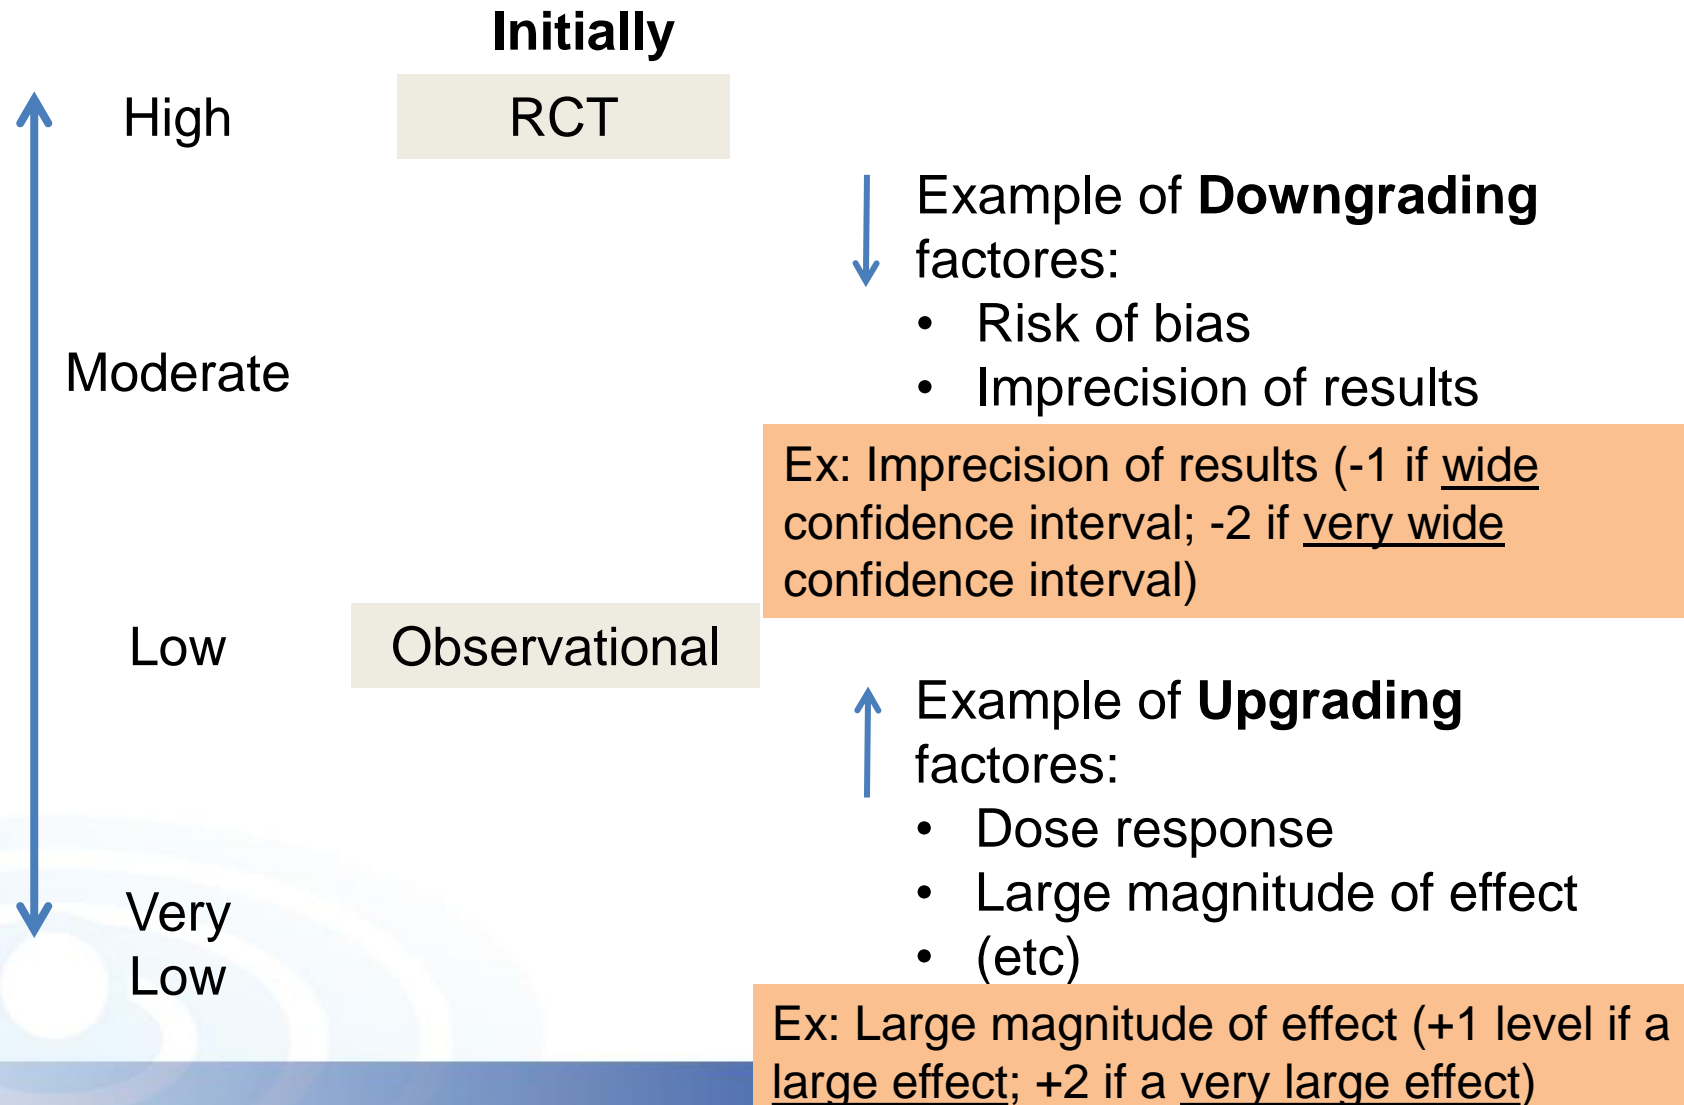 Initially
High
RCT
Example of Downgrading
factores:
• Risk of bias
Moderate
• Imprecision of results
Ex: Imprecision of results (-1 if wide
confidence interval; -2 if very wide
confidence interval)
Low
Observational
Example of Upgrading
factores:
• Dose response
• Large magnitude of effect
Very
Low
• (etc)
Ex: Large magnitude of effect (+1 level if a
large effect; +2 if a very large effect)